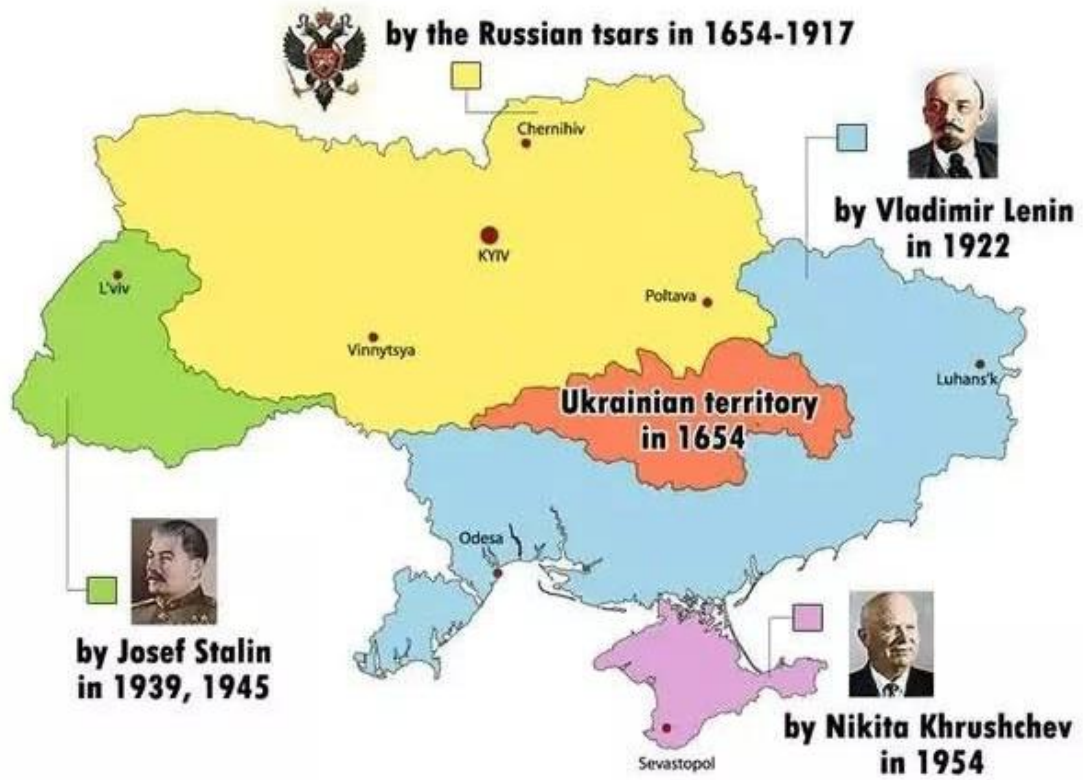 by the Russian tsars in 1654-1917
Chernihiv
by Vladimir Lenin
in 1922
KYIV
L'viv
Poltava
Vinnytsya
Luhans'k
Ukrainian territory
in 1654
Odesa
by Josef Stalin
in 1939, 1945
by Nikita Khrushchev
in 1954
Sevastopol